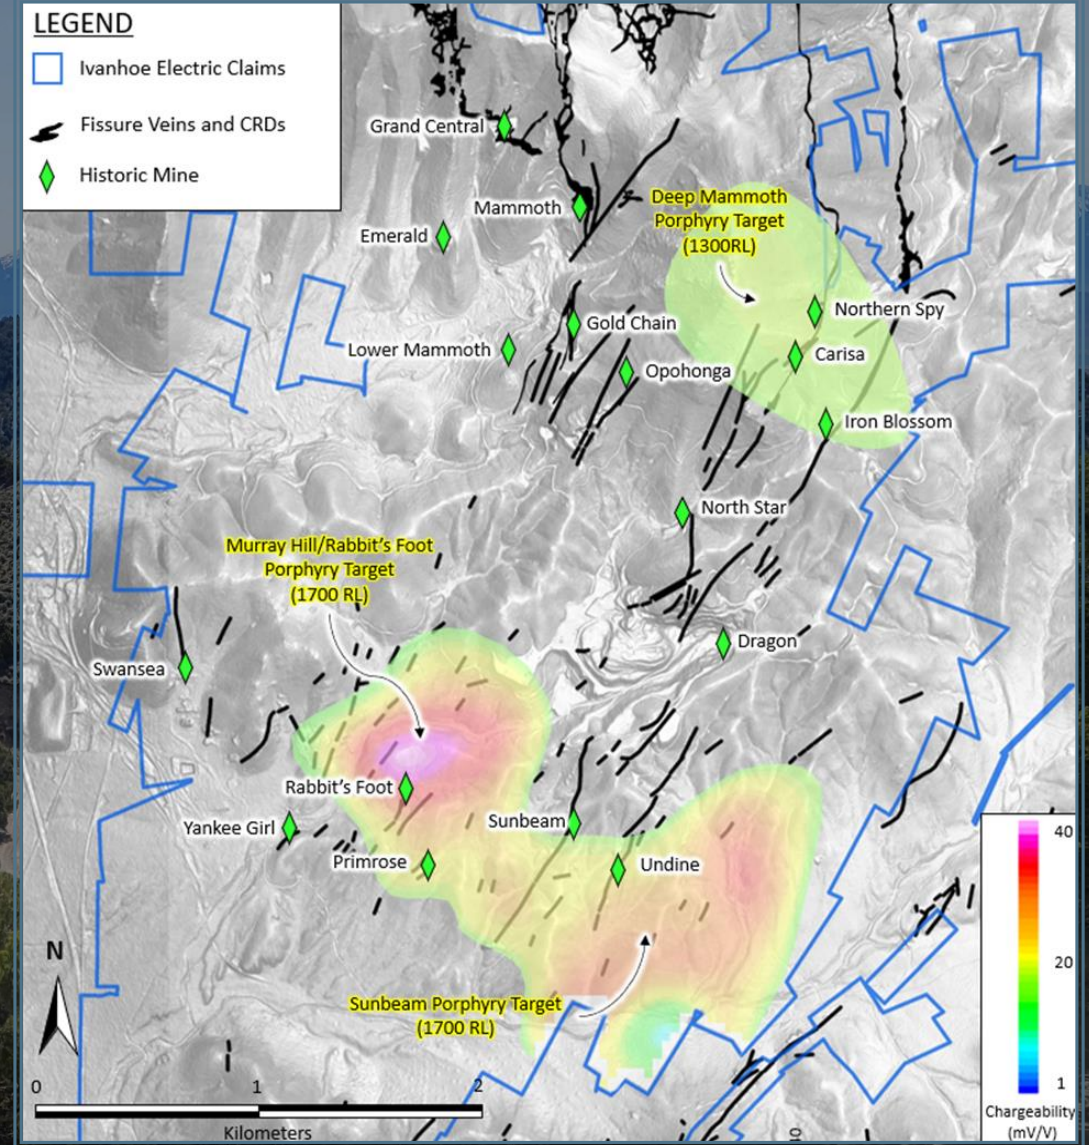 LEGEND
Ivanhoe Electric Claims
Fissure Veins and CRDs
Historic Mine
Grand Central
Mammoth
Emerald
Deep Mammoth
Porphyry Target
(1300RL)
Northern Spy
Gold Chain
Lower Mammoth
Carisa
Opohonga
Iron Blossom
North Star
Murray Hill/Rabbit's Foot
Porphyry Target
(1700 RL)
Dragon
Swansea
Rabbit's Foot
Sunbeam
Yankee Girl
Primrose
Undine
Sunbeam Porphyry Target
(1700 RL)
N
0 1 2
Kilometers
40
20
1
Chargeability
(mV/V)